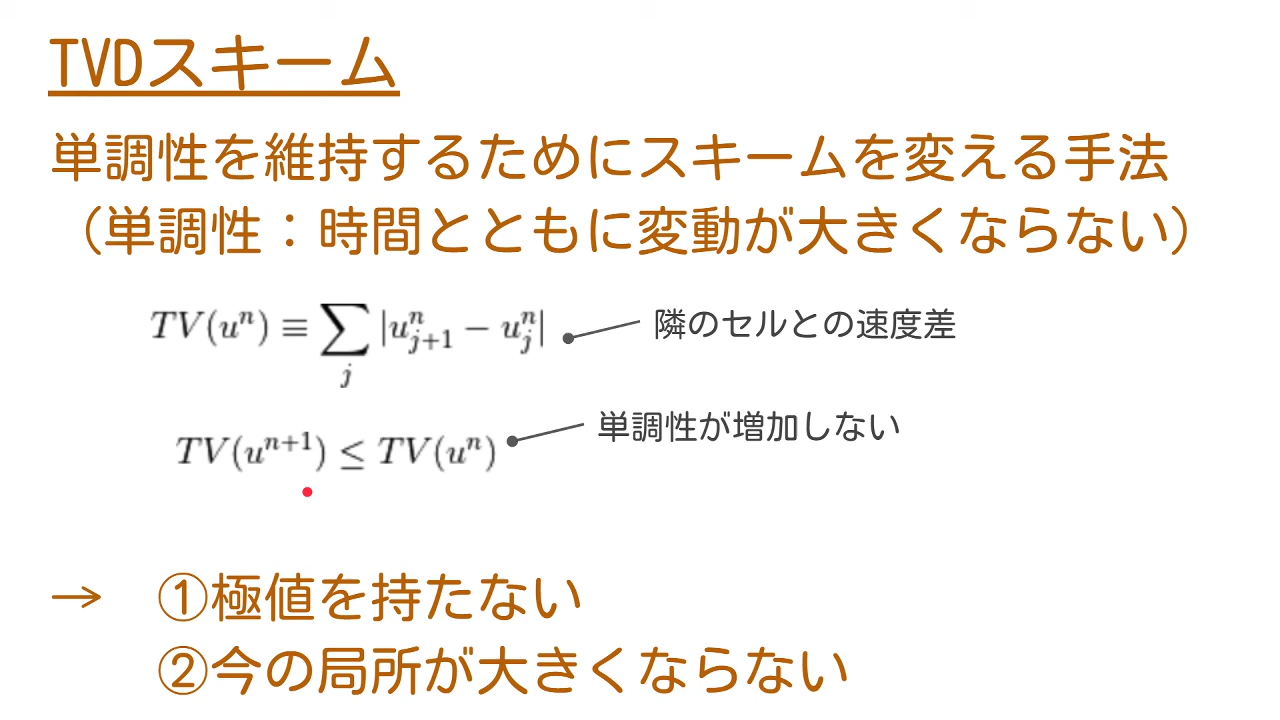 TVDスキーム
単調性を維持するためにスキームを変える手法
（単調性：時間とともに変動が大きくならない）
TV(u^n) ≡ ∑_j |u^n_{j+1} − u^n_j|
隣のセルとの速度差
TV(u^{n+1}) ≤ TV(u^n)
単調性が増加しない
→ ①極値を持たない
②今の局所が大きくならない